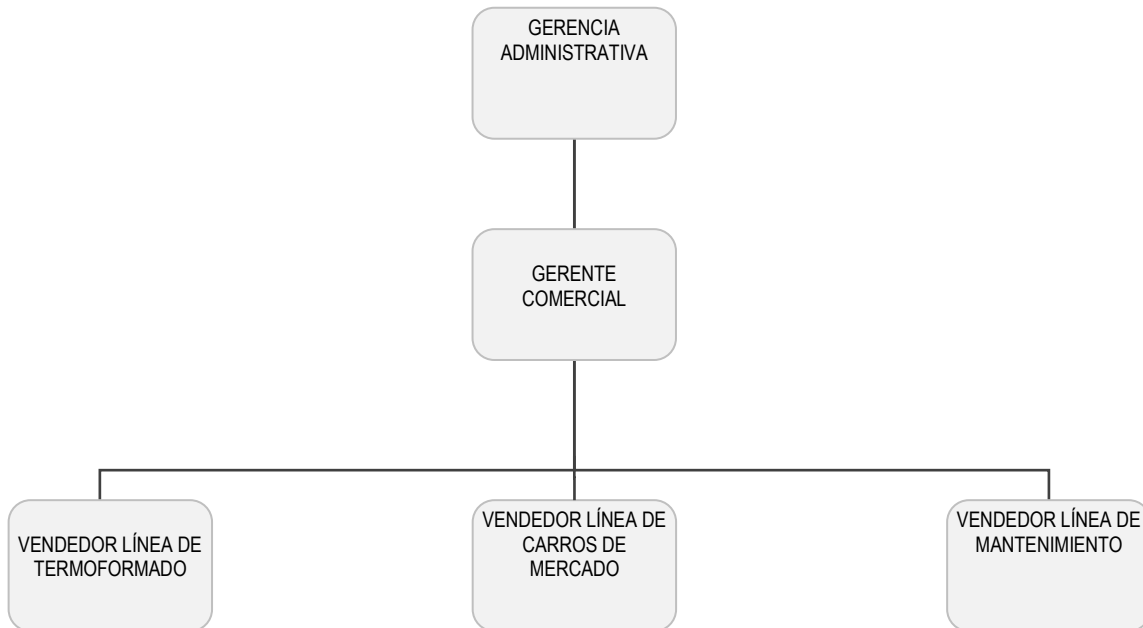 GERENCIA
ADMINISTRATIVA
GERENTE
COMERCIAL
VENDEDOR LÍNEA DE
TERMOFORMADO
VENDEDOR LÍNEA DE
CARROS DE
MERCADO
VENDEDOR LÍNEA DE
MANTENIMIENTO